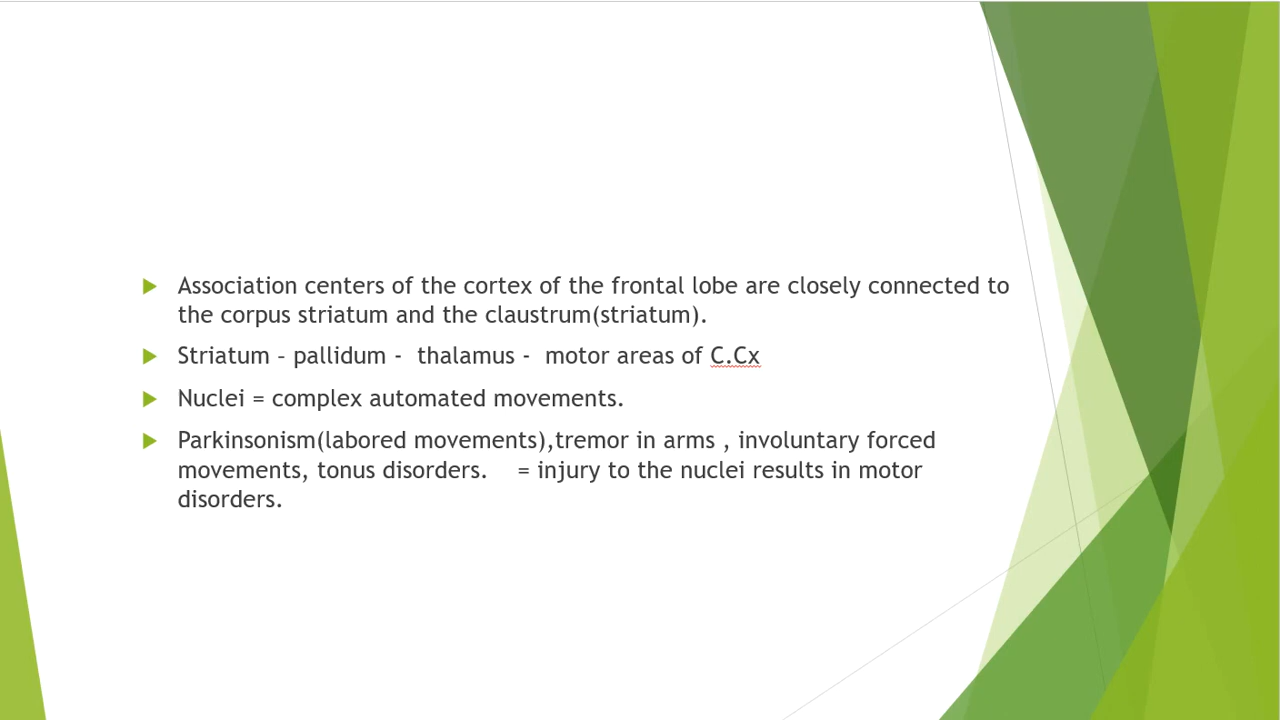 Association centers of the cortex of the frontal lobe are closely connected to
the corpus striatum and the claustrum(striatum).
Striatum – pallidum -  thalamus -  motor areas of C.Cx
Nuclei = complex automated movements.
Parkinsonism(labored movements),tremor in arms , involuntary forced
movements, tonus disorders.    = injury to the nuclei results in motor
disorders.